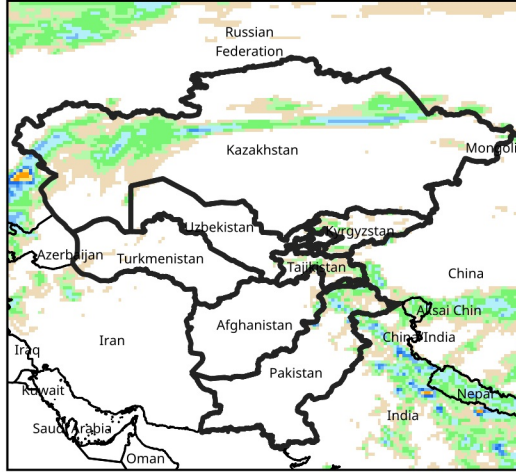 Russian
Federation
Kazakhstan
Mongoli
Uzbekistan
Kyrgyzstan
Azerbaijan
Turkmenistan
Tajikistan
China
Aksai Chin
Afghanistan
China/India
Iran
Iraq
Pakistan
Kuwait
Nepal
India
Saudi Arabia
Oman